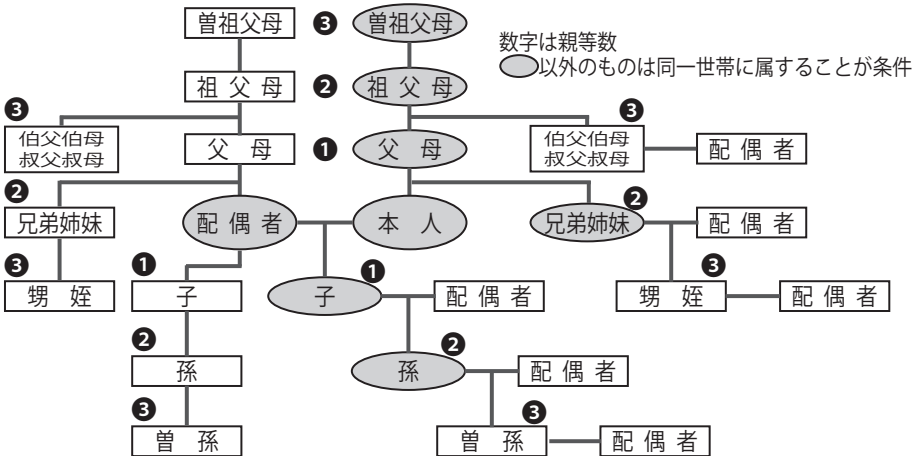 曽祖父母 ❸ 曽祖父母
数字は親等数
以外のものは同一世帯に属することが条件
祖父母 ❷ 祖父母
❸ ❸
伯父伯母
叔父叔母
父母 ❶ 父母
伯父伯母
叔父叔母
配偶者
❷ ❷
兄弟姉妹 配偶者 本人 兄弟姉妹 配偶者
❸ ❶ ❶ ❸
甥姪 子 子 配偶者 甥姪 配偶者
❷ ❷
孫 孫 配偶者
❸ ❸
曽孫 曽孫 配偶者